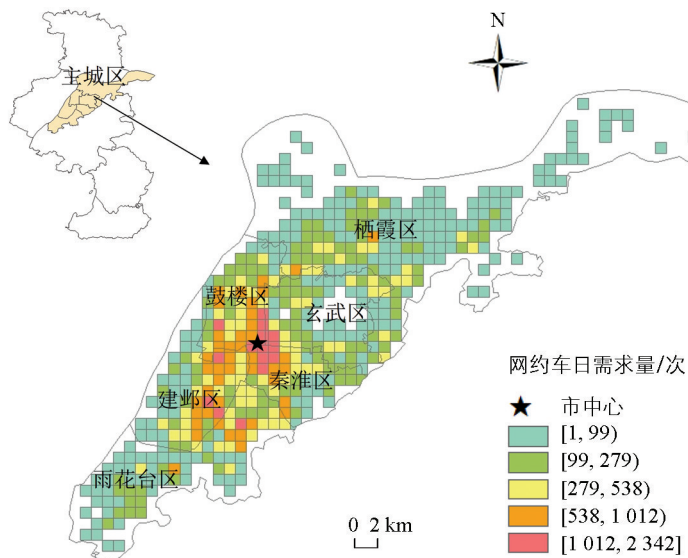 主城区
N
栖霞区
鼓楼区
玄武区
秦淮区
建邺区
雨花台区
网约车日需求量/次
市中心
[1, 99)
[99, 279)
[279, 538)
[538, 1 012)
[1 012, 2 342]
0 2 km